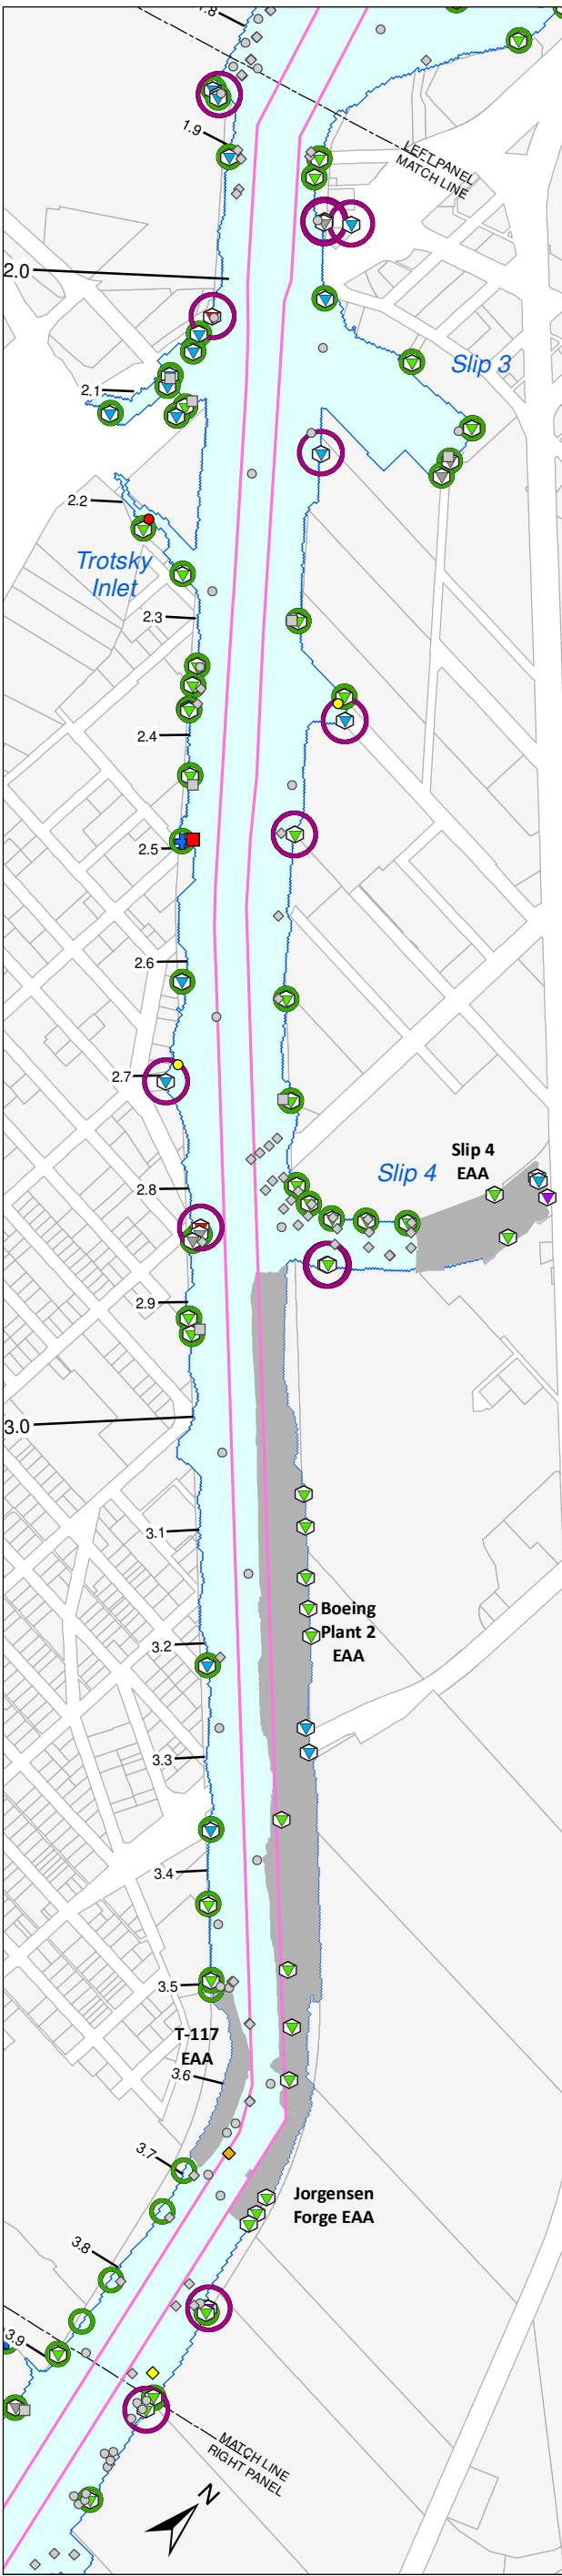 1.8
1.9
LEFT PANEL
MATCH LINE
2.0
Slip 3
2.1
2.2
Trotsky
Inlet
2.3
2.4
2.5
2.6
2.7
Slip 4
EAA
Slip 4
2.8
2.9
3.0
3.1
Boeing
Plant 2
EAA
3.2
3.3
3.4
3.5
T-117
EAA
3.6
3.7
Jorgensen
Forge EAA
3.8
3.9
MATCH LINE
RIGHT PANEL
N